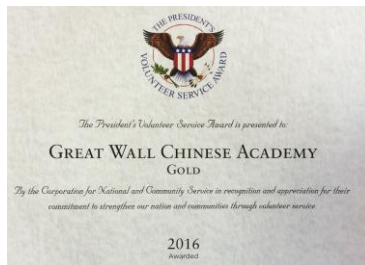 THE PRESIDENT'S
VOLUNTEER SERVICE AWARD
The President's Volunteer Service Award is presented to:
GREAT WALL CHINESE ACADEMY
GOLD
By the Corporation for National and Community Service in recognition and appreciation for their
commitment to strengthen our nation and communities through volunteer service
2016
Awarded